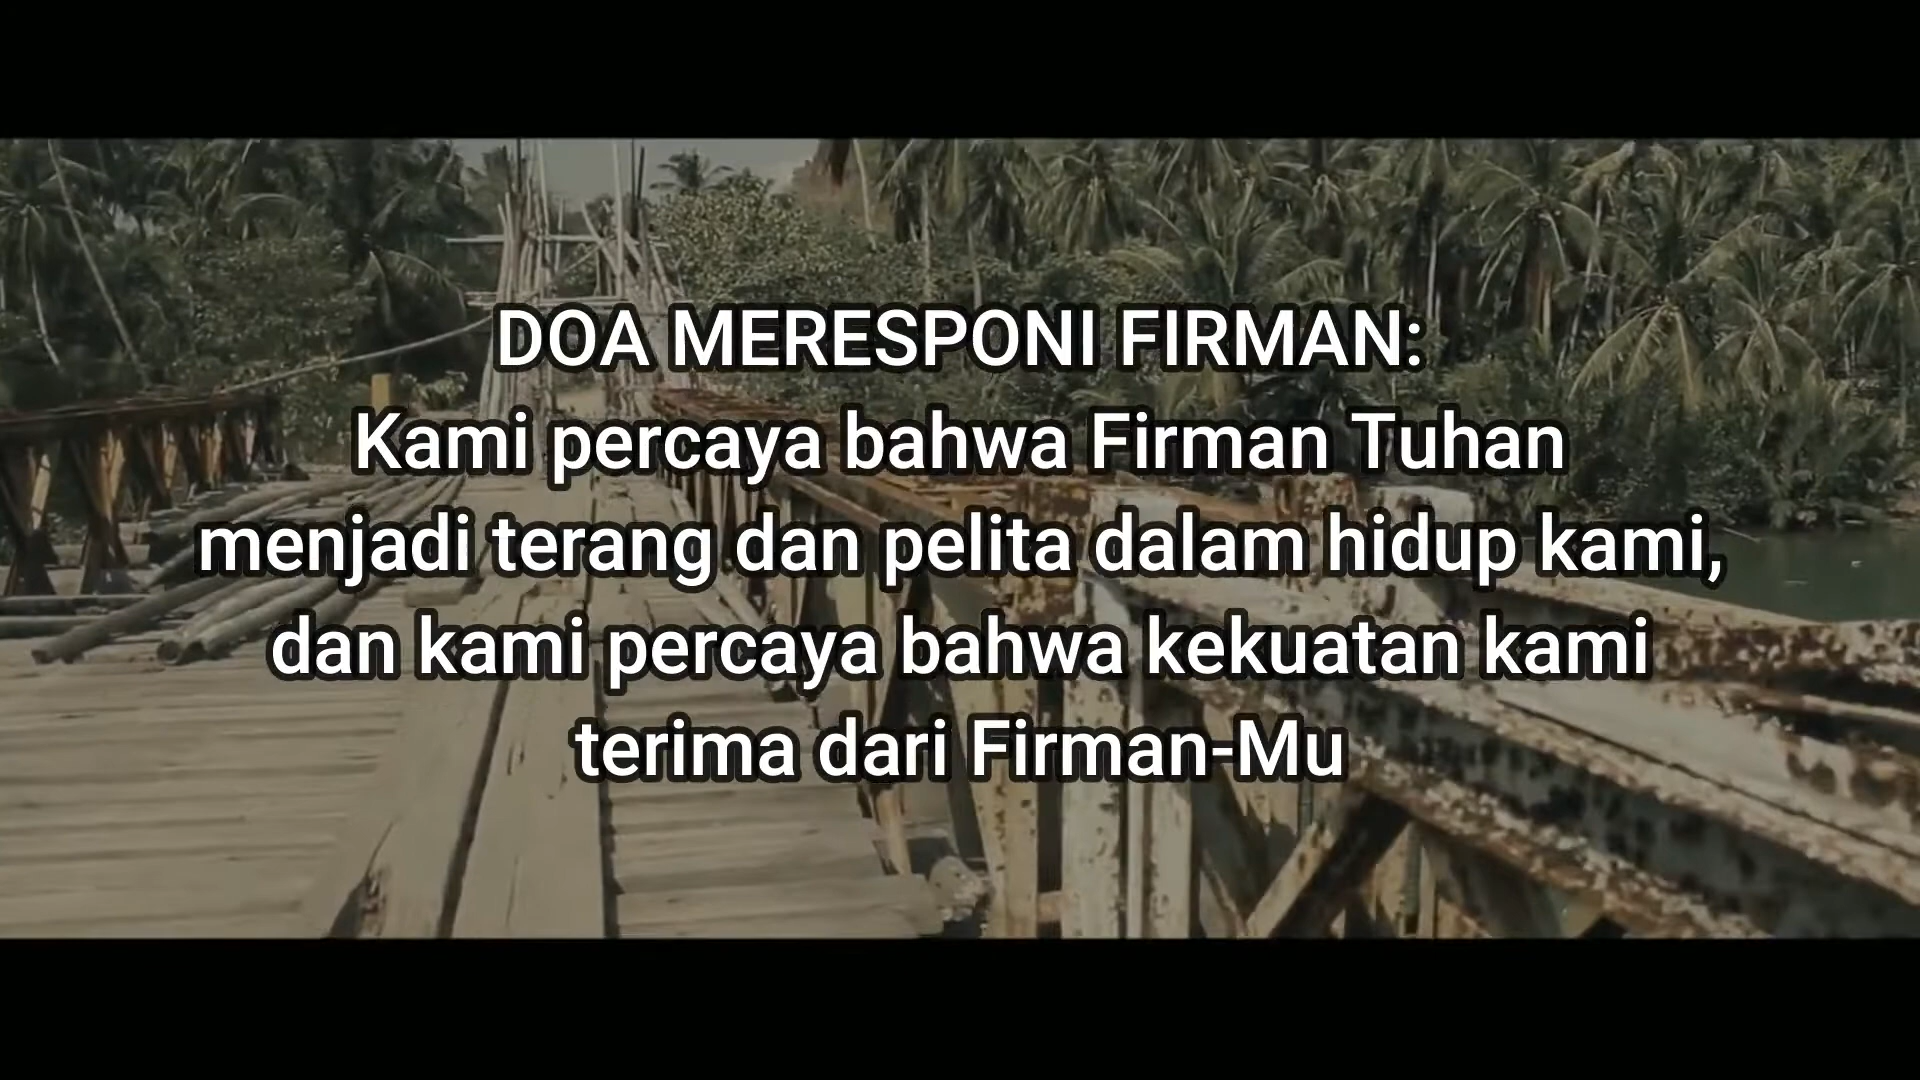 DOA MERESPONI FIRMAN:
Kami percaya bahwa Firman Tuhan
menjadi terang dan pelita dalam hidup kami,
dan kami percaya bahwa kekuatan kami
terima dari Firman-Mu